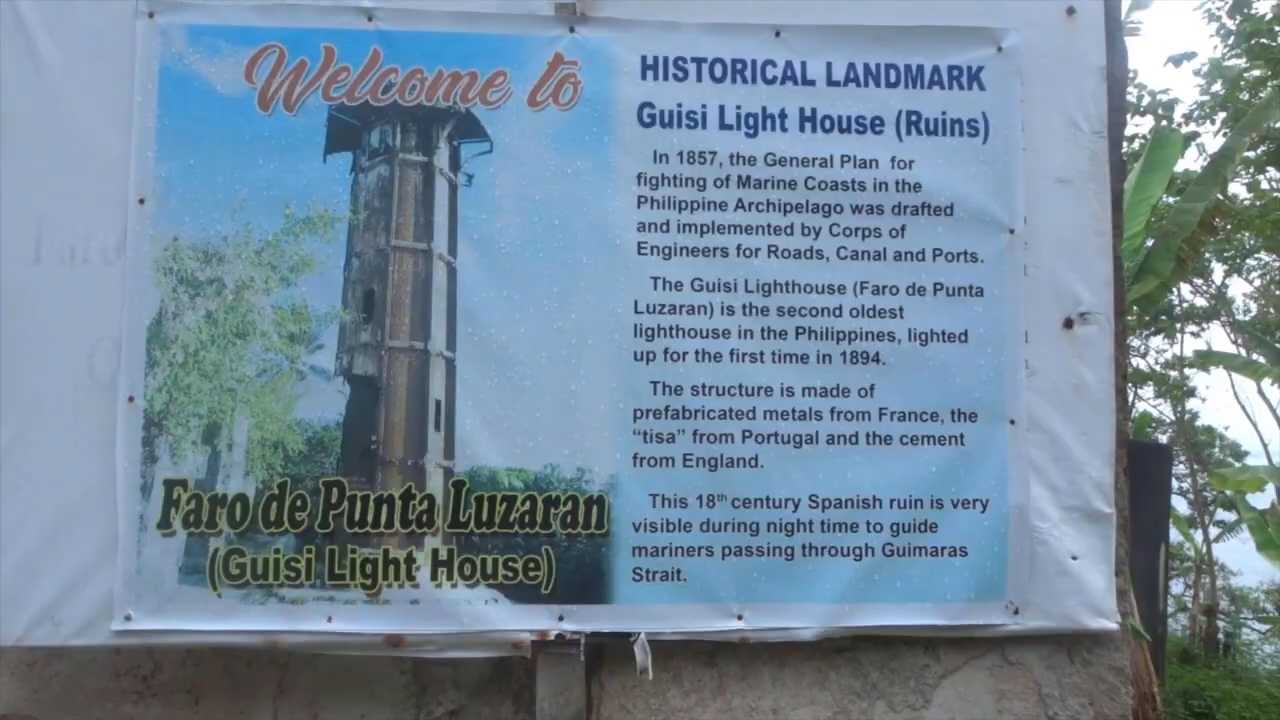 Welcome to
Faro de Punta Luzaran
(Guisi Light House)
HISTORICAL LANDMARK
Guisi Light House (Ruins)
In 1857, the General Plan for
fighting of Marine Coasts in the
Philippine Archipelago was drafted
and implemented by Corps of
Engineers for Roads, Canal and Ports.
The Guisi Lighthouse (Faro de Punta
Luzaran) is the second oldest
lighthouse in the Philippines, lighted
up for the first time in 1894.
The structure is made of
prefabricated metals from France, the
“tisa” from Portugal and the cement
from England.
This 18th century Spanish ruin is very
visible during night time to guide
mariners passing through Guimaras
Strait.